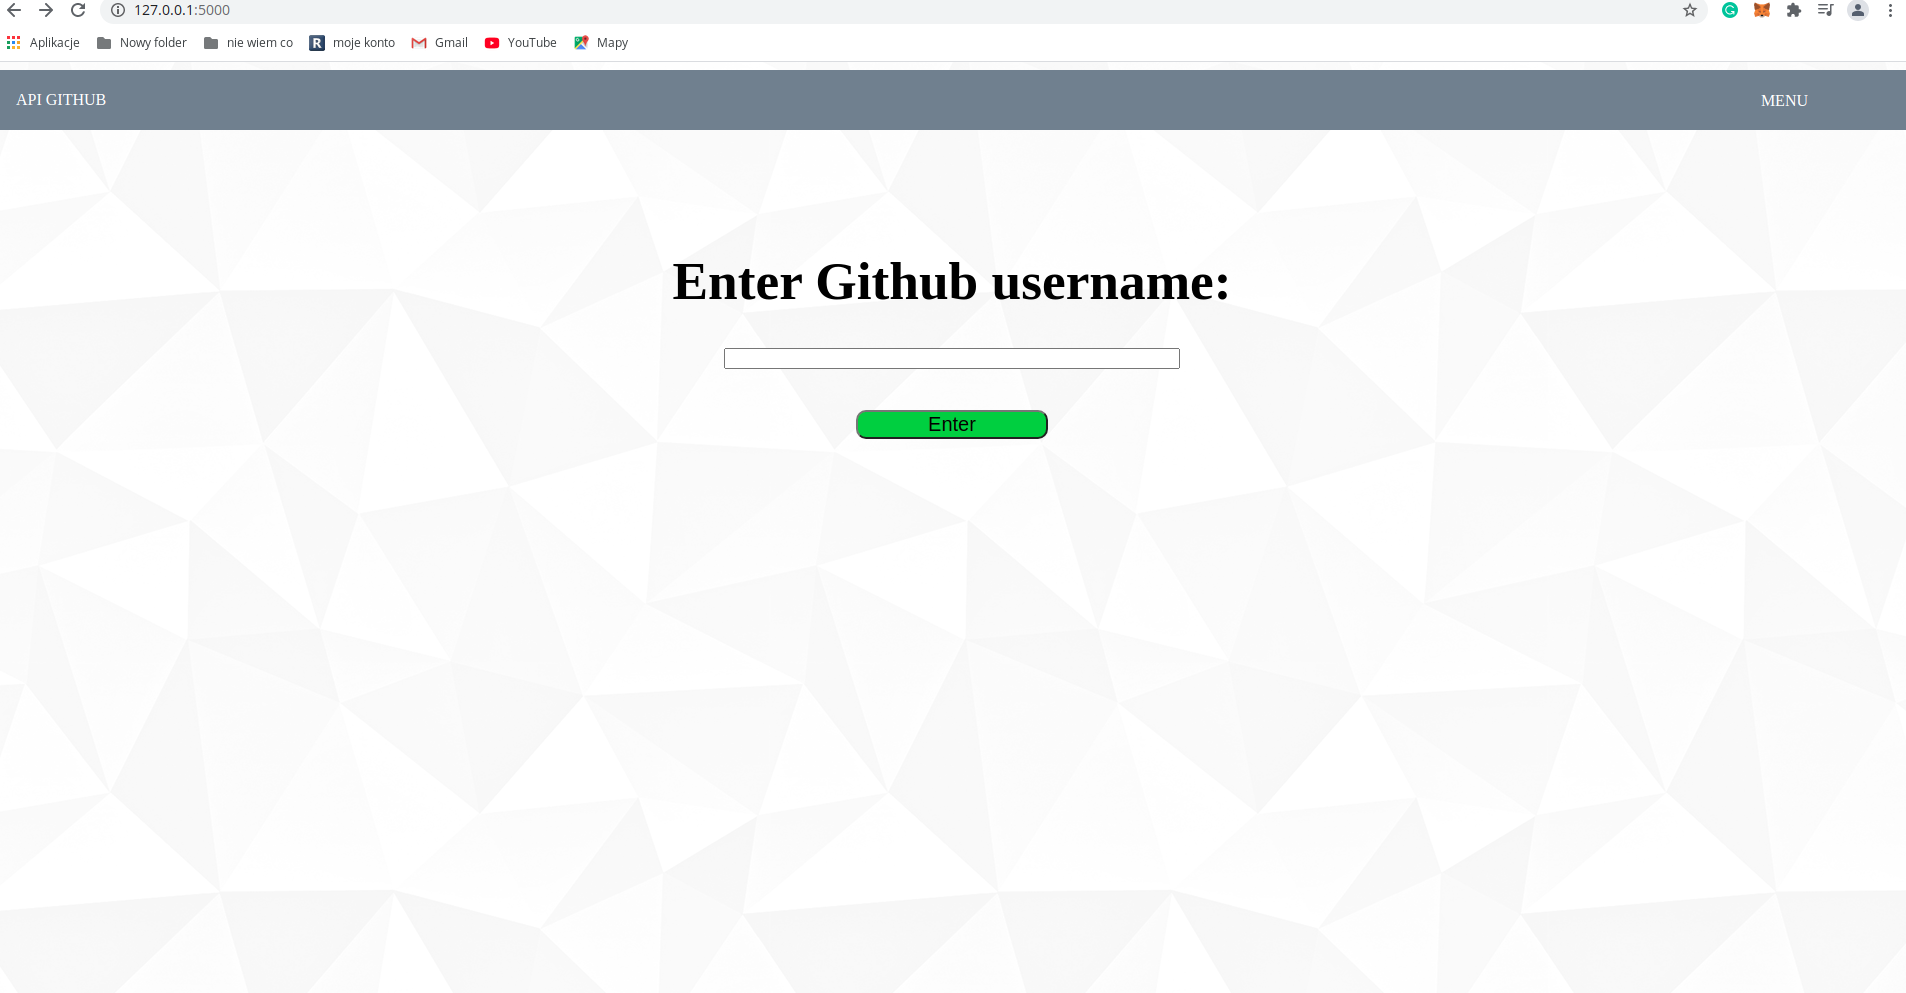 127.0.0.1:5000
Aplikacje Nowy folder nie wiem co R moje konto Gmail YouTube Mapy
API GITHUB MENU
Enter Github username:
Enter